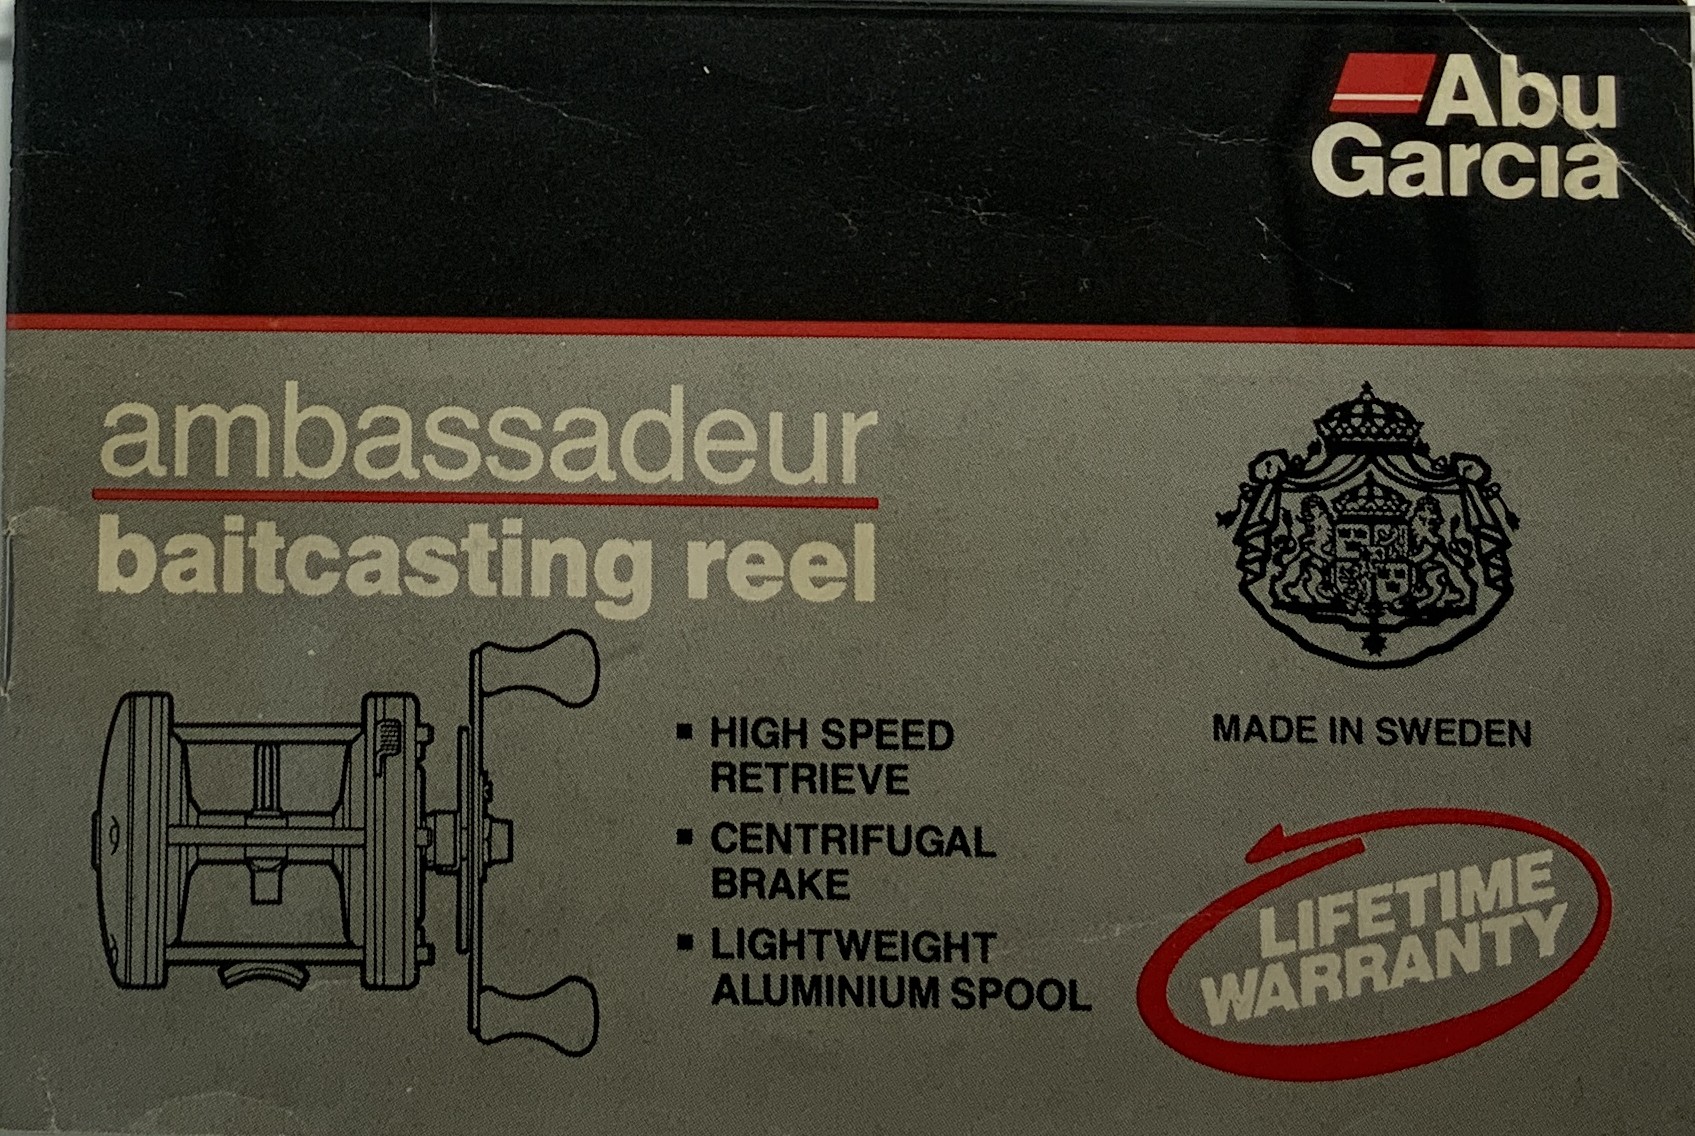 Abu
Garcia
ambassadeur
baitcasting reel
▪ HIGH SPEED
RETRIEVE
▪ CENTRIFUGAL
BRAKE
▪ LIGHTWEIGHT
ALUMINIUM SPOOL
MADE IN SWEDEN
LIFETIME
WARRANTY